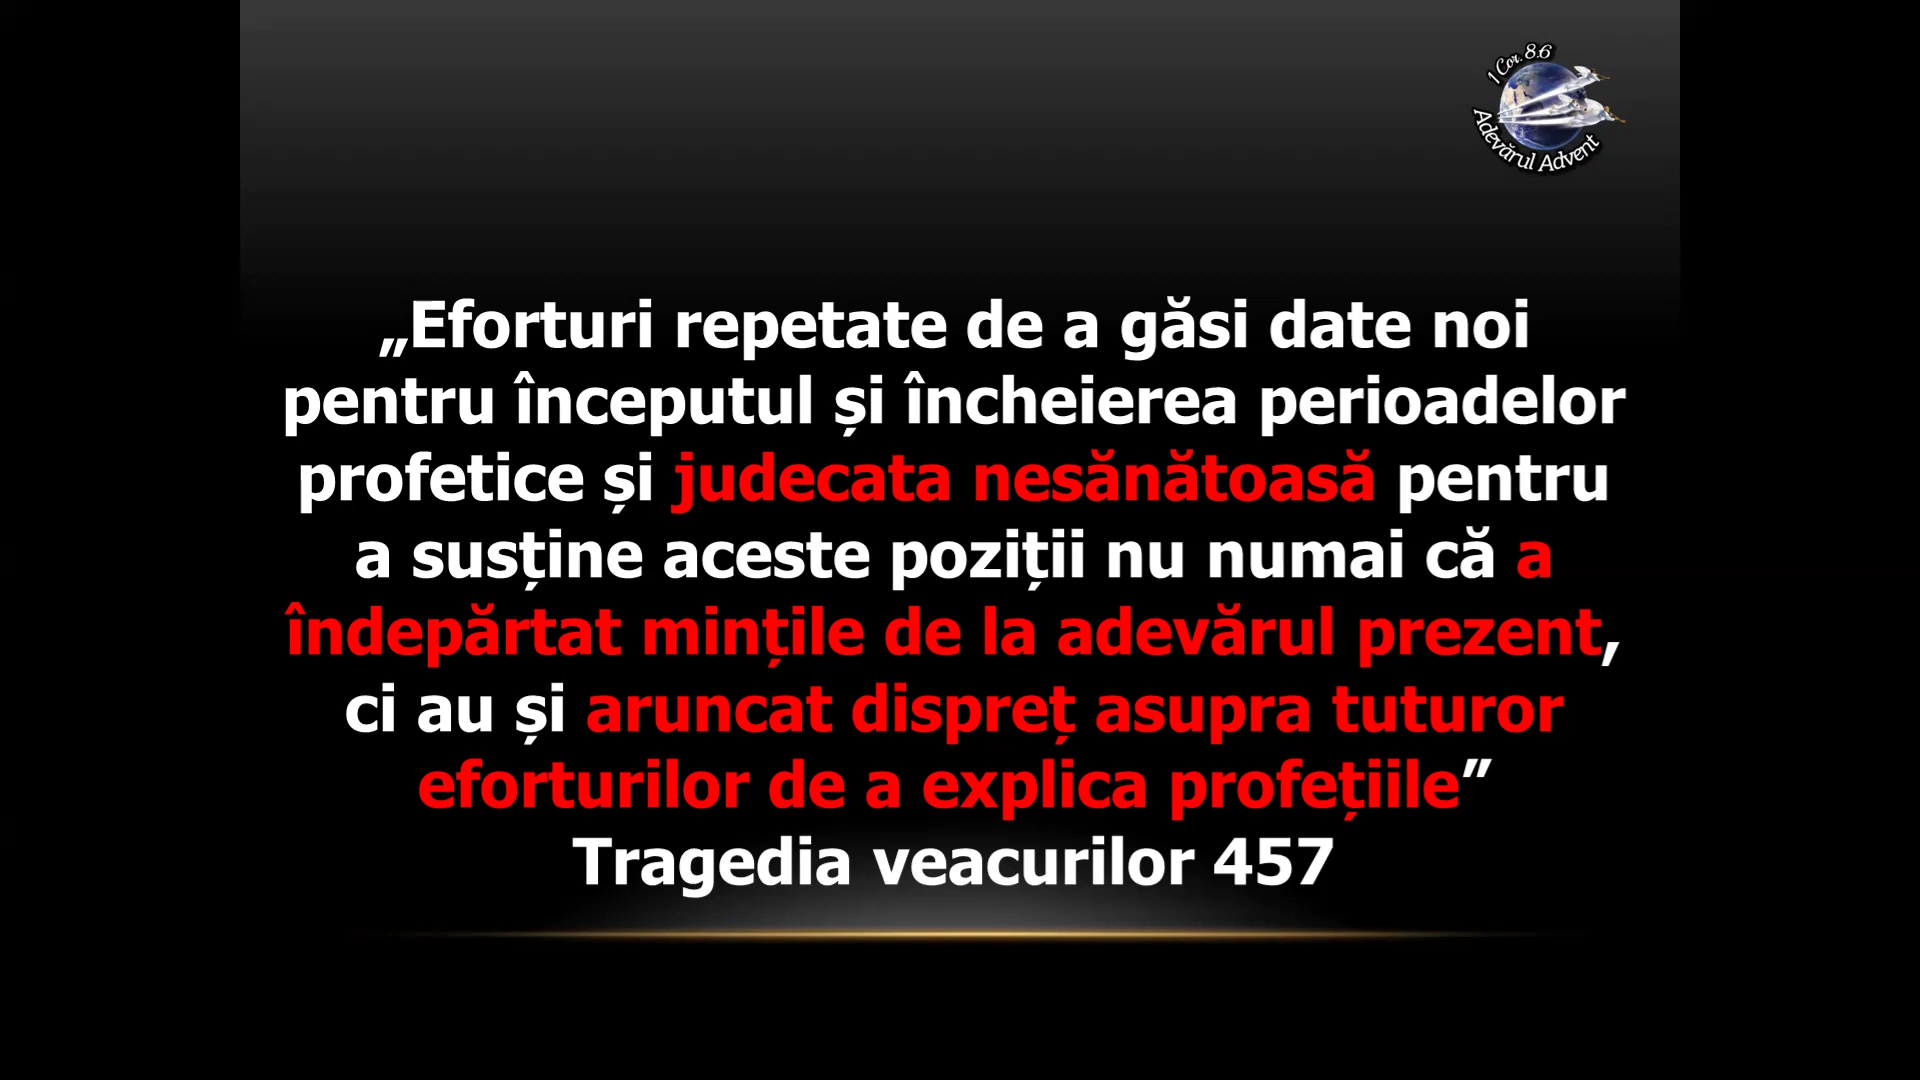 1 Cor. 8.6
Adevărul Advent
„Eforturi repetate de a găsi date noi
pentru începutul și încheierea perioadelor
profetice și judecata nesănătoasă pentru
a susține aceste poziții nu numai că a
îndepărtat mințile de la adevărul prezent,
ci au și aruncat dispreț asupra tuturor
eforturilor de a explica profețiile”
Tragedia veacurilor 457